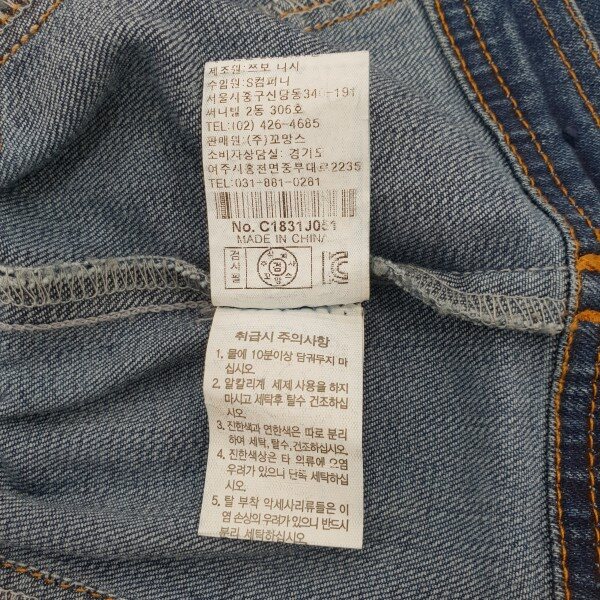 제조원:쯔보 니시
수입원:S컴퍼니
서울시중구신당동34-191
써니빌 2동 306호
TEL:(02) 426-4685
판매원:(주)꼬망스
소비자상담실:경기도
여주시흥천면중부대로2235
TEL:031-881-0281
No. C1831J051
MADE IN CHINA
검사필
검
취급시 주의사항
1. 물에 10분이상 담궈두지 마
십시오.
2. 알칼리계 세제 사용을 하지
마시고 세탁후 탈수 건조하십
시오.
3. 진한색과 연한색은 따로 분리
하여 세탁, 탈수, 건조하십시오.
4. 진한색상은 타 의류에 오염
우려가 있으니 단독 세탁하십
시오.
5. 탈 부착 악세사리류들은 이
염 손상의 우려가 있으니 반드시
분리 세탁하십시오.